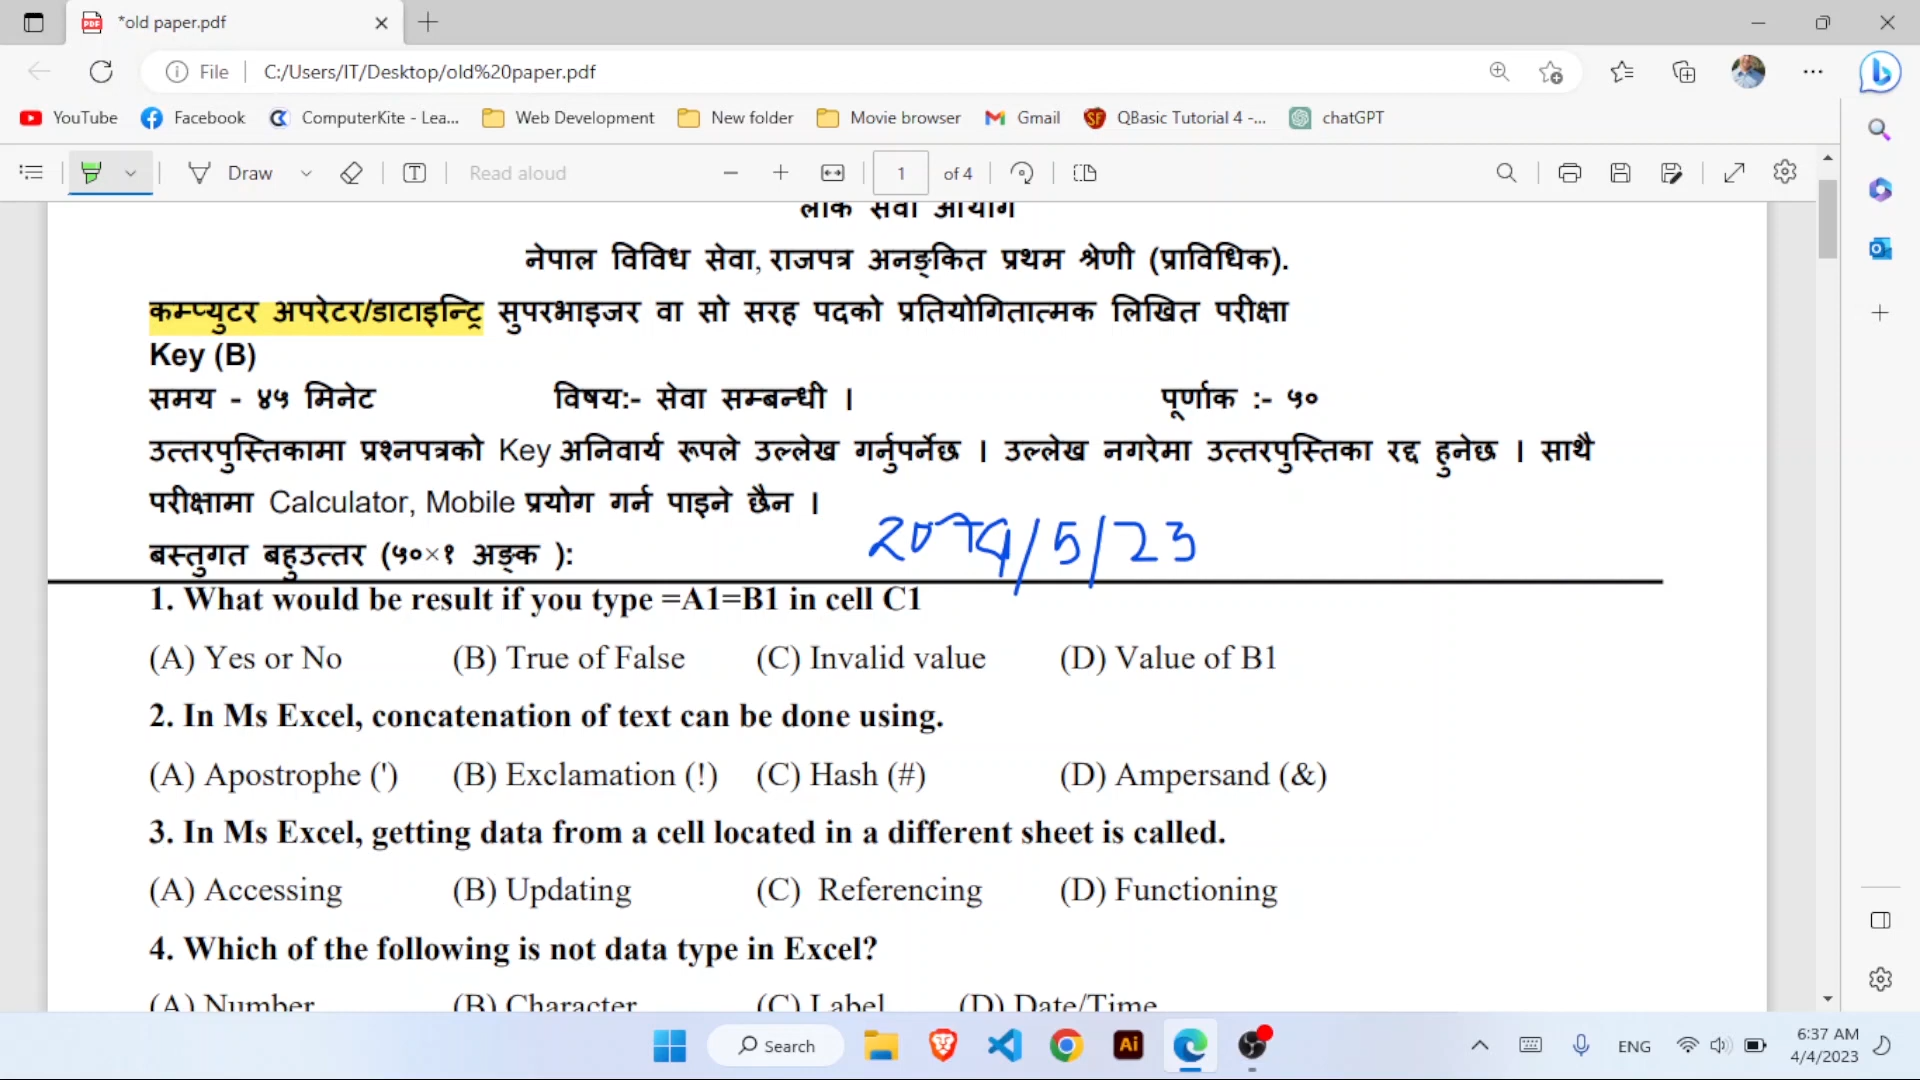 *old paper.pdf
File C:/Users/IT/Desktop/old%20paper.pdf
YouTube Facebook ComputerKite - Lea... Web Development New folder Movie browser Gmail QBasic Tutorial 4 -... chatGPT
Draw Read aloud 1 of 4
लोक सेवा आयोग
नेपाल विविध सेवा, राजपत्र अनङ्कित प्रथम श्रेणी (प्राविधिक).
कम्प्युटर अपरेटर/डाटाइन्ट्रि सुपरभाइजर वा सो सरह पदको प्रतियोगितात्मक लिखित परीक्षा
Key (B)
समय - ४५ मिनेट विषय:- सेवा सम्बन्धी । पूर्णाक :- ५०
उत्तरपुस्तिकामा प्रश्नपत्रको Key अनिवार्य रूपले उल्लेख गर्नुपर्नेछ । उल्लेख नगरेमा उत्तरपुस्तिका रद्द हुनेछ । साथै
परीक्षामा Calculator, Mobile प्रयोग गर्न पाइने छैन ।
2074/5/23
बस्तुगत बहुउत्तर (५०×१ अङ्क ):
1. What would be result if you type =A1=B1 in cell C1
(A) Yes or No (B) True of False (C) Invalid value (D) Value of B1
2. In Ms Excel, concatenation of text can be done using.
(A) Apostrophe (') (B) Exclamation (!) (C) Hash (#) (D) Ampersand (&)
3. In Ms Excel, getting data from a cell located in a different sheet is called.
(A) Accessing (B) Updating (C) Referencing (D) Functioning
4. Which of the following is not data type in Excel?
(A) Number (B) Character (C) Label (D) Date/Time
Search Ai ENG 6:37 AM
4/4/2023